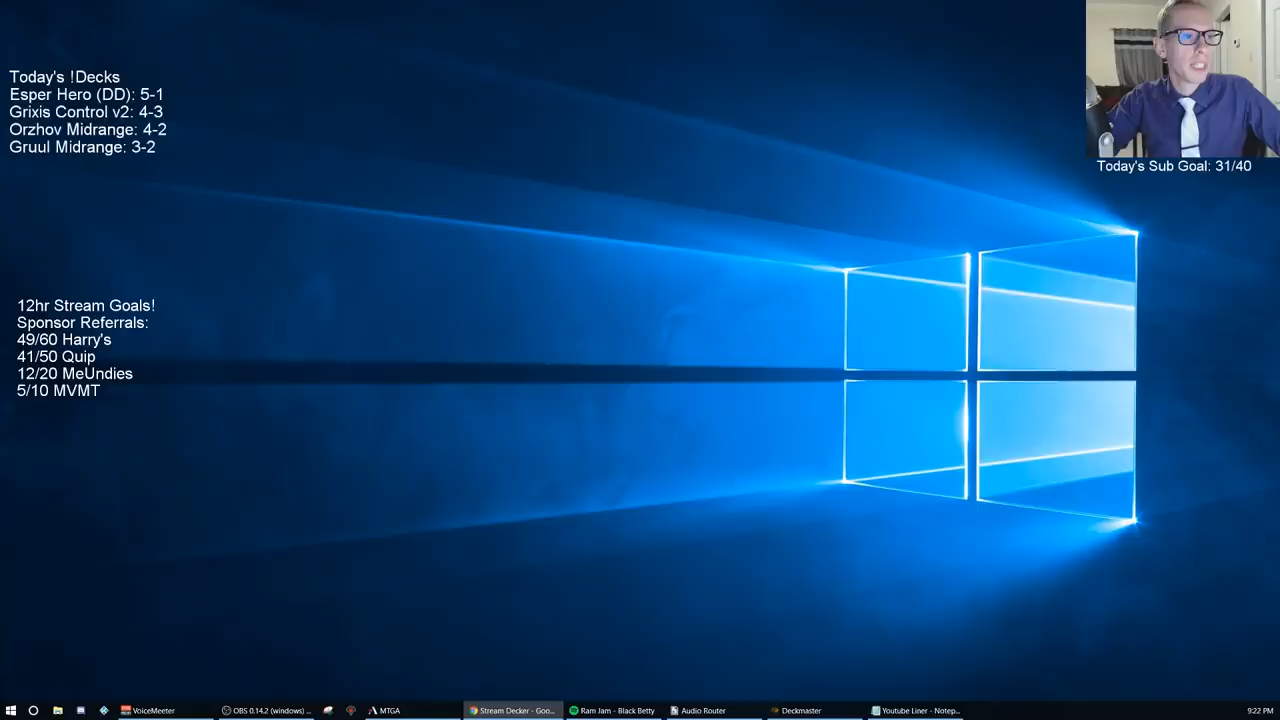 Today's !Decks
Esper Hero (DD): 5-1
Grixis Control v2: 4-3
Orzhov Midrange: 4-2
Gruul Midrange: 3-2
Today's Sub Goal: 31/40
12hr Stream Goals!
Sponsor Referrals:
49/60 Harry's
41/50 Quip
12/20 MeUndies
5/10 MVMT
VoiceMeeter
OBS 0.14.2 (windows) ...
MTGA
Stream Decker - Goo...
Ram Jam - Black Betty
Audio Router
Deckmaster
Youtube Liner - Notep...
9:22 PM